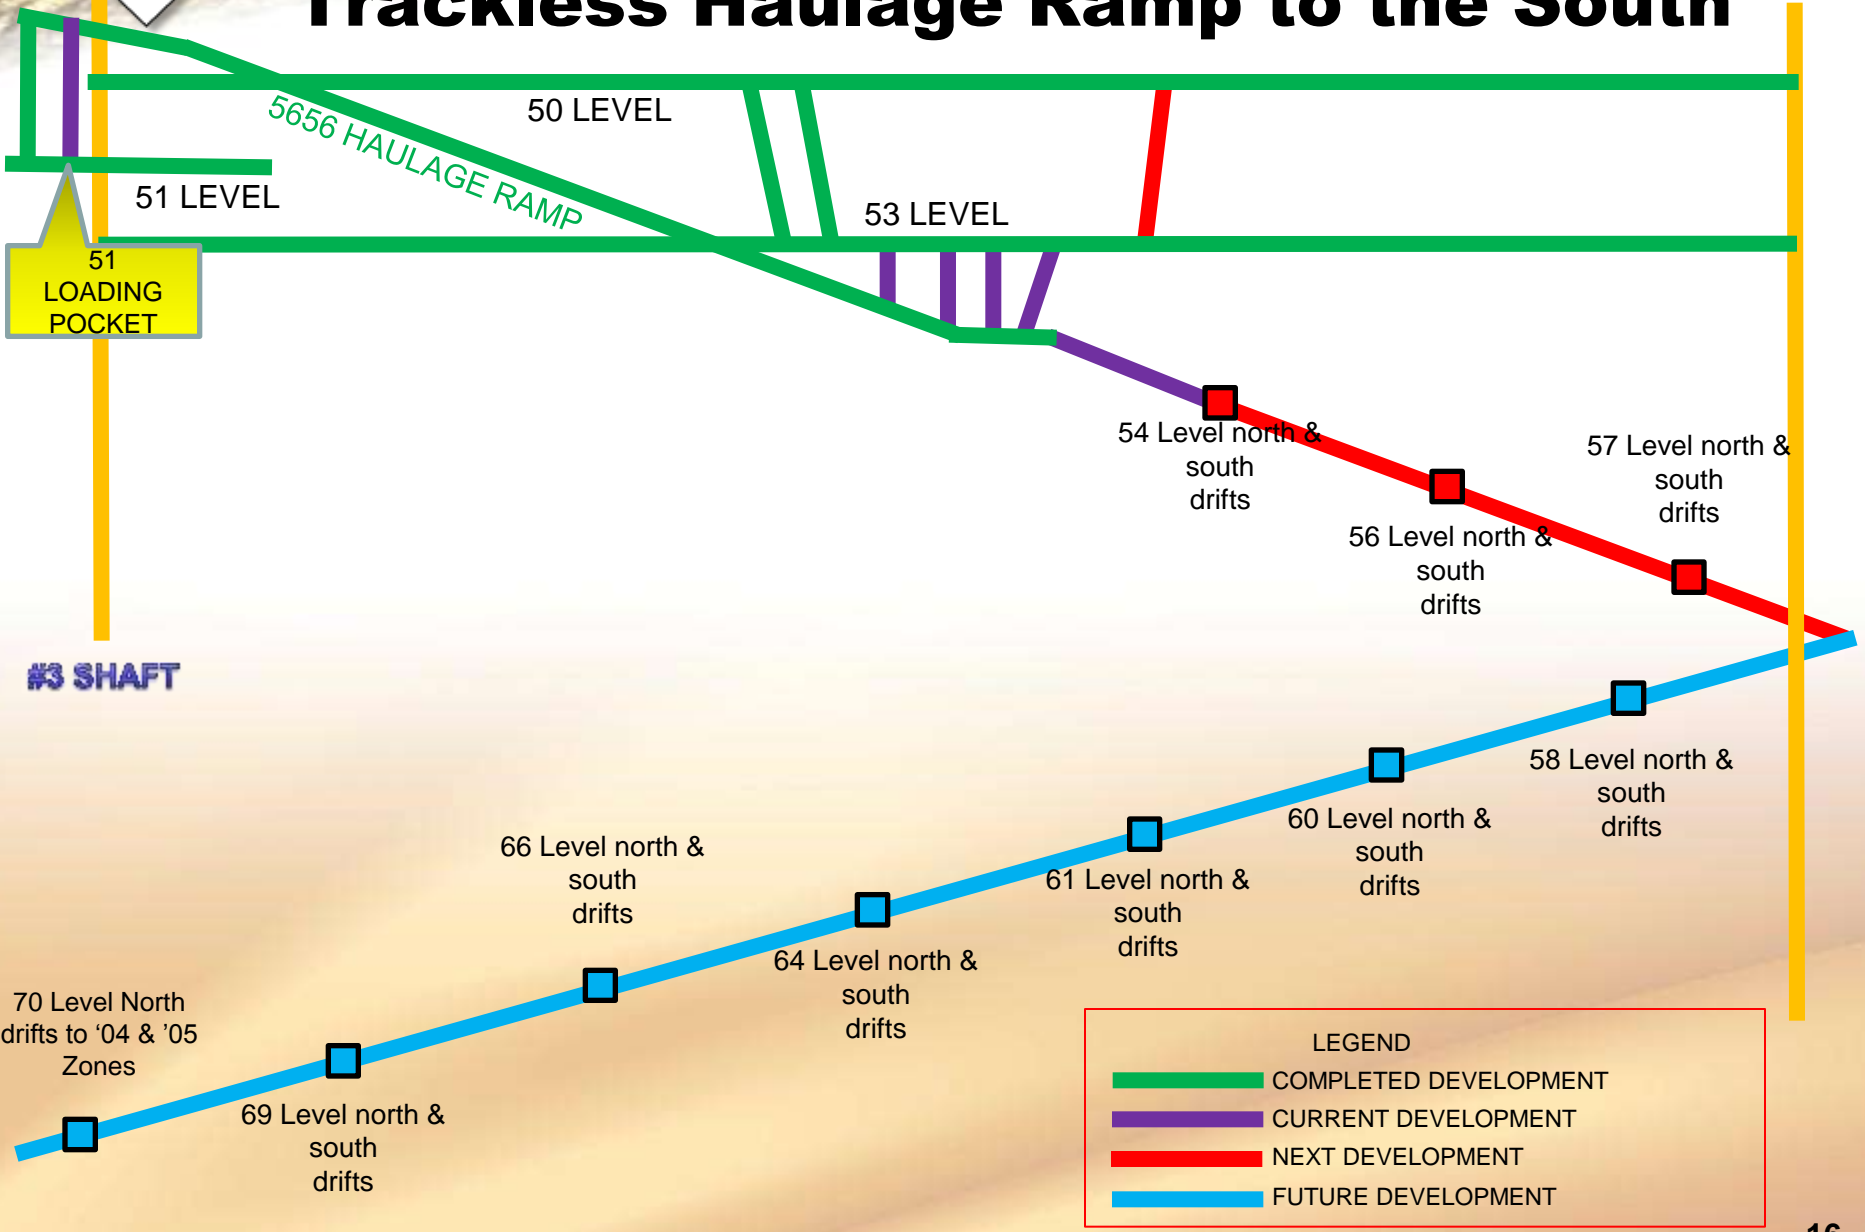 Trackless Haulage Ramp to the South
50 LEVEL
5656 HAULAGE RAMP
51 LEVEL
53 LEVEL
51
LOADING
POCKET
54 Level north &
south
drifts
57 Level north &
south
drifts
56 Level north &
south
drifts
#3 SHAFT
58 Level north &
south
drifts
60 Level north &
south
drifts
66 Level north &
south
drifts
61 Level north &
south
drifts
64 Level north &
south
drifts
70 Level North
drifts to ‘04 & ’05
Zones
69 Level north &
south
drifts
LEGEND
COMPLETED DEVELOPMENT
CURRENT DEVELOPMENT
NEXT DEVELOPMENT
FUTURE DEVELOPMENT
16